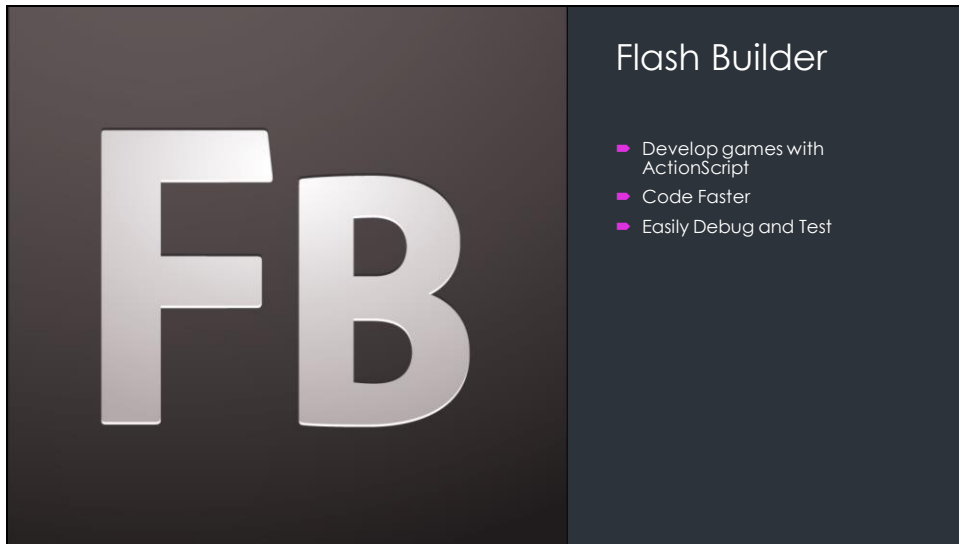 FB
Flash Builder
Develop games with
ActionScript
Code Faster
Easily Debug and Test